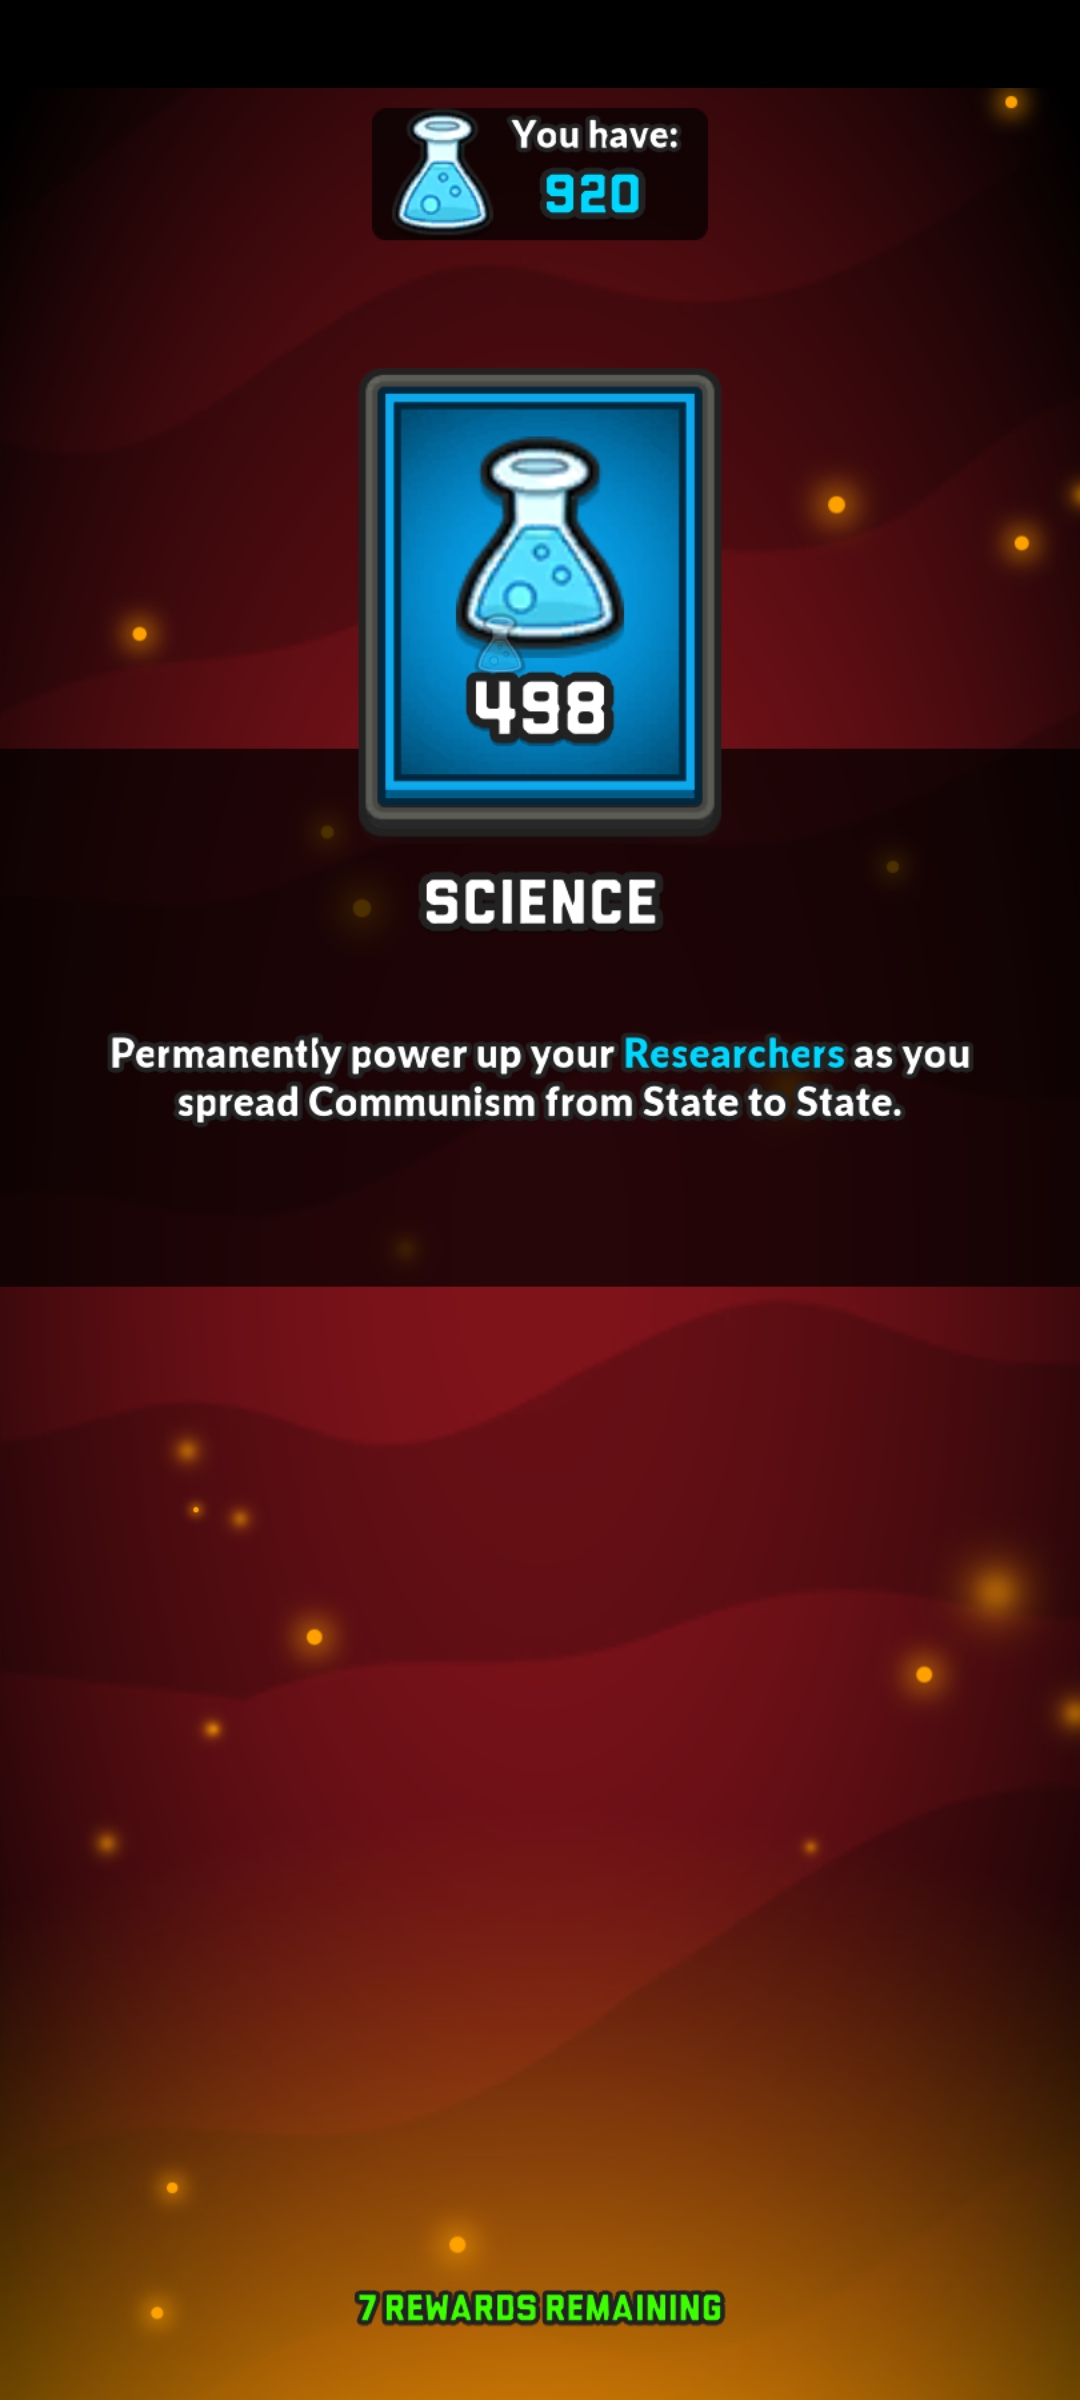 You have:
920
498
SCIENCE
Permanently power up your Researchers as you
spread Communism from State to State.
7 REWARDS REMAINING